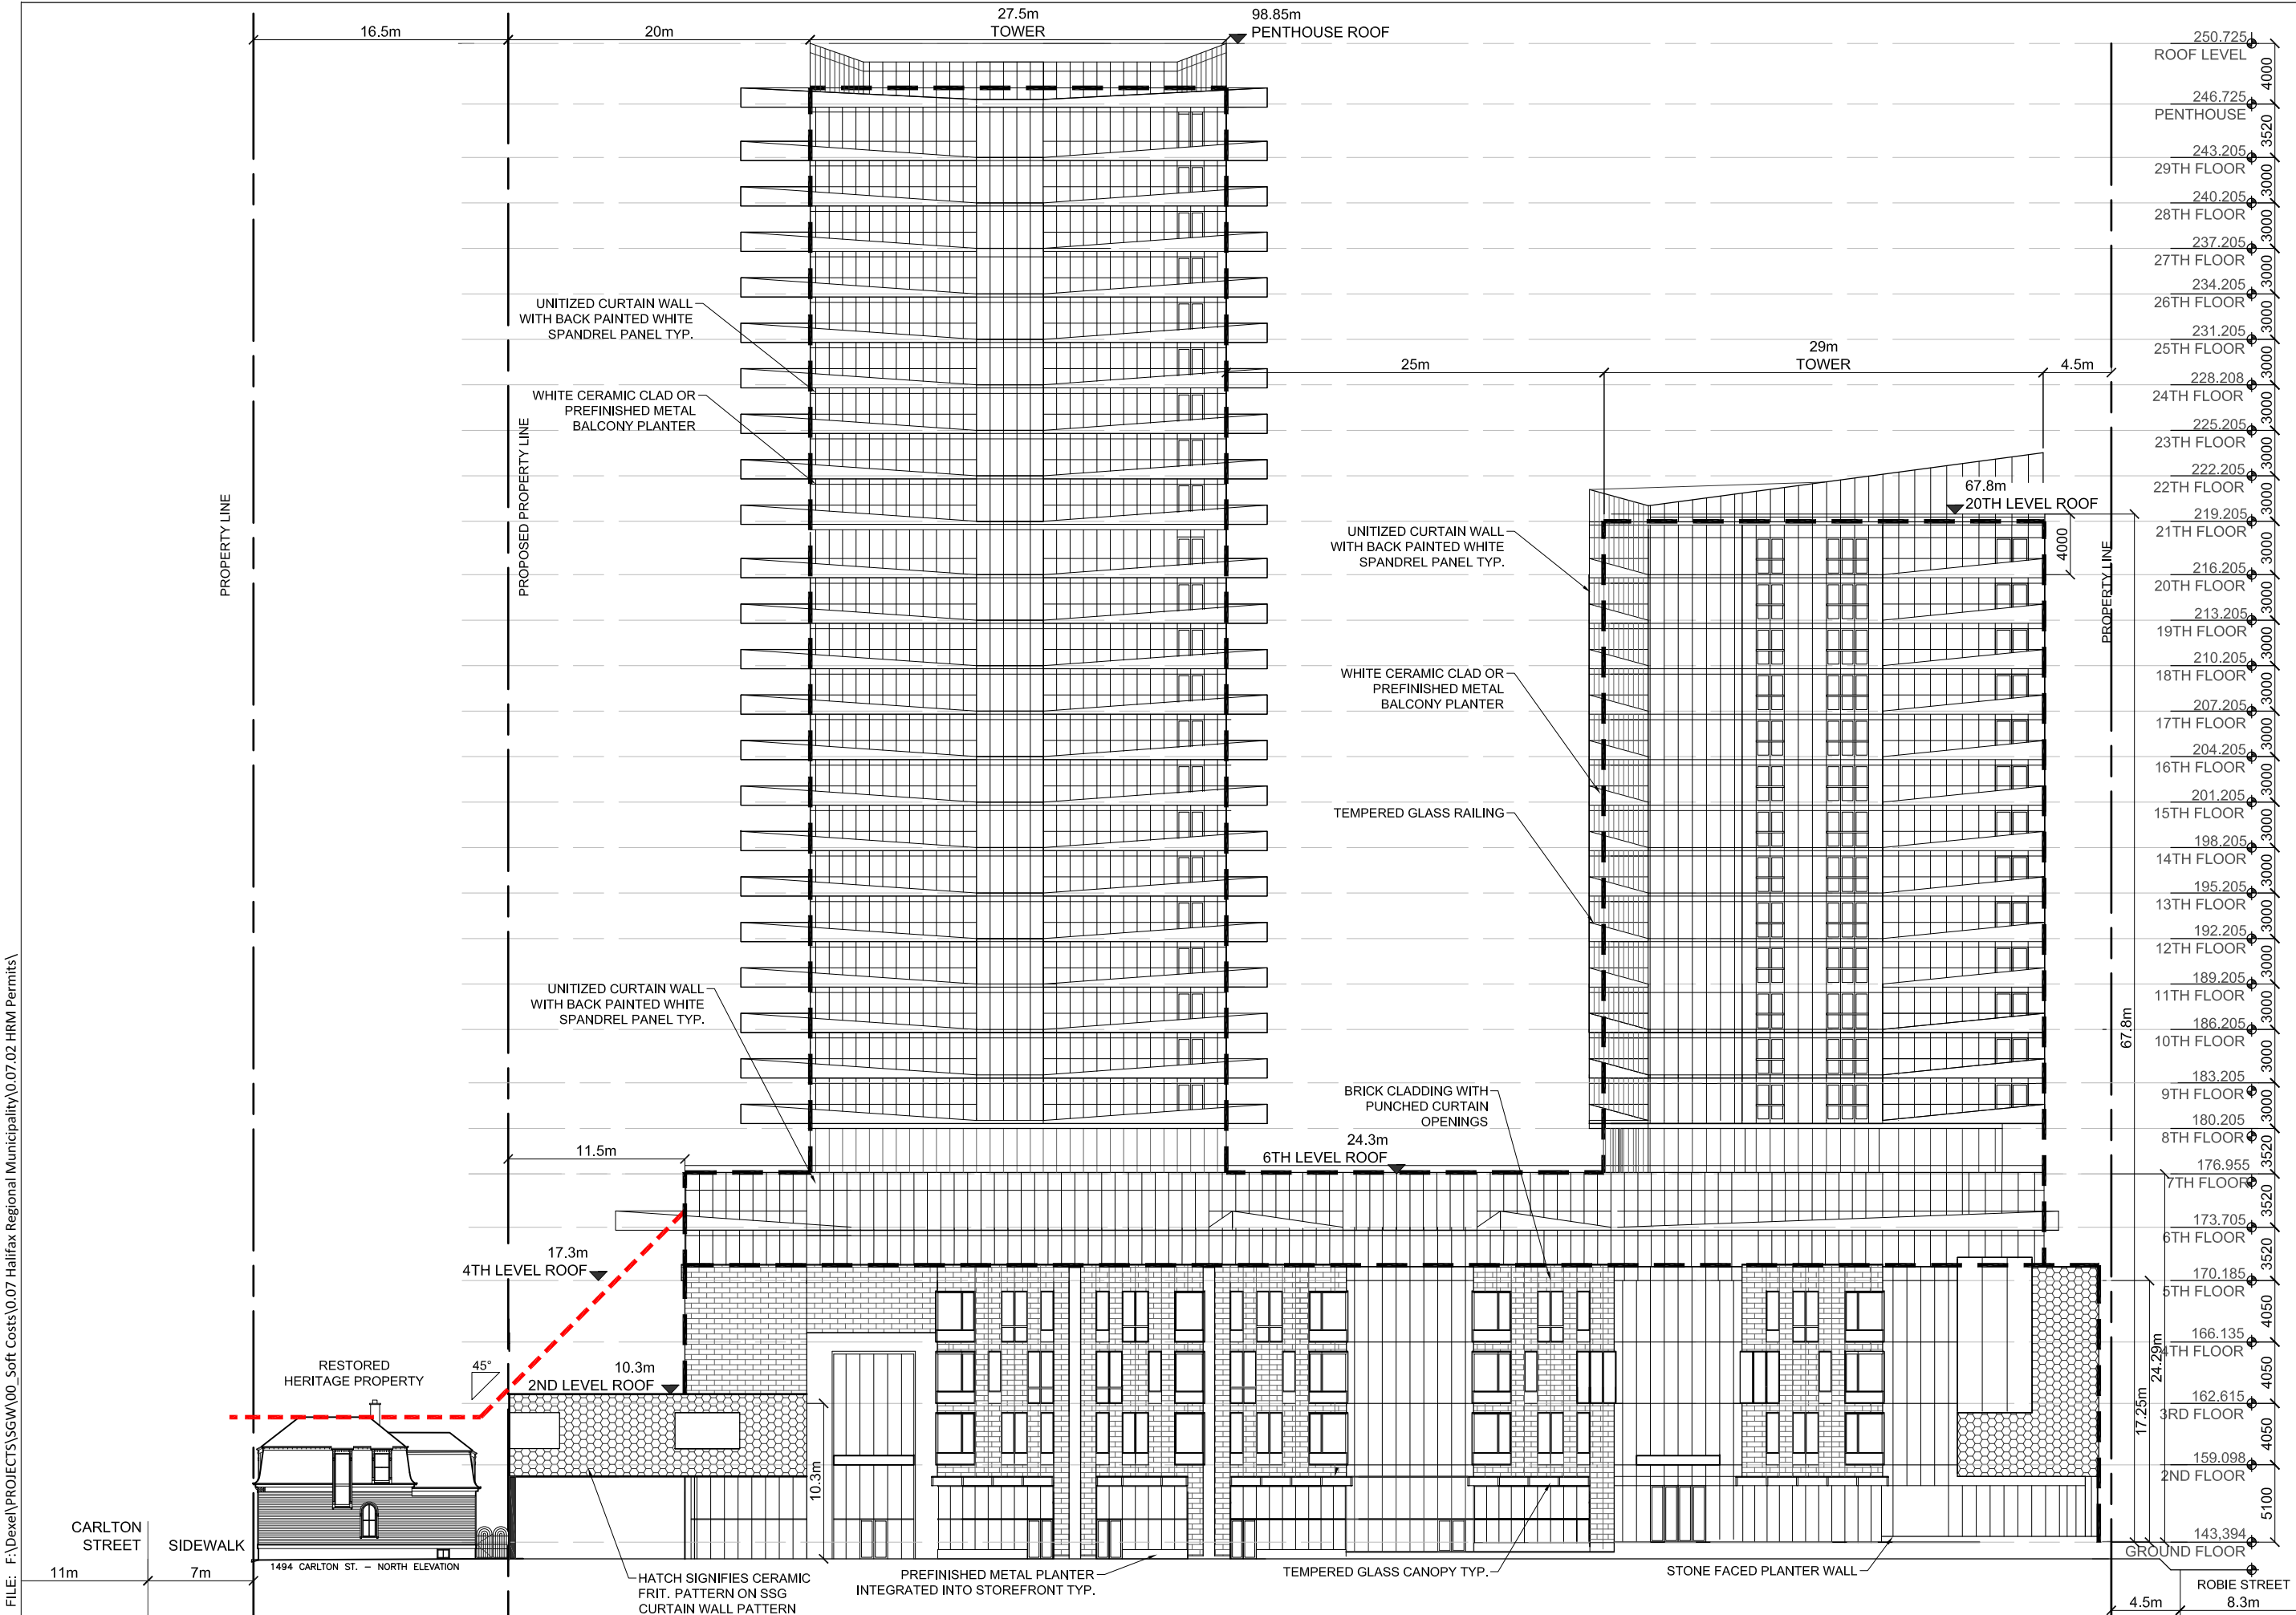 16.5m
20m
27.5m
TOWER
98.85m
PENTHOUSE ROOF
250.725
ROOF LEVEL
4000
246.725
PENTHOUSE
3520
243.205
29TH FLOOR
3000
240.205
28TH FLOOR
3000
237.205
27TH FLOOR
3000
234.205
26TH FLOOR
3000
231.205
25TH FLOOR
3000
228.208
24TH FLOOR
3000
225.205
23TH FLOOR
3000
222.205
22TH FLOOR
3000
219.205
21TH FLOOR
3000
216.205
20TH FLOOR
3000
213.205
19TH FLOOR
3000
210.205
18TH FLOOR
3000
207.205
17TH FLOOR
3000
204.205
16TH FLOOR
3000
201.205
15TH FLOOR
3000
198.205
14TH FLOOR
3000
195.205
13TH FLOOR
3000
192.205
12TH FLOOR
3000
189.205
11TH FLOOR
3000
186.205
10TH FLOOR
3000
183.205
9TH FLOOR
3000
180.205
8TH FLOOR
3520
176.955
7TH FLOOR
3520
173.705
6TH FLOOR
3520
170.185
5TH FLOOR
4050
166.135
4TH FLOOR
4050
162.615
3RD FLOOR
4050
159.098
2ND FLOOR
5100
143,394
GROUND FLOOR
ROBIE STREET
4.5m
8.3m
UNITIZED CURTAIN WALL
WITH BACK PAINTED WHITE
SPANDREL PANEL TYP.
WHITE CERAMIC CLAD OR
PREFINISHED METAL
BALCONY PLANTER
PROPERTY LINE
PROPOSED PROPERTY LINE
25m
29m
TOWER
4.5m
67.8m
20TH LEVEL ROOF
4000
PROPERTY LINE
67.8m
UNITIZED CURTAIN WALL
WITH BACK PAINTED WHITE
SPANDREL PANEL TYP.
WHITE CERAMIC CLAD OR
PREFINISHED METAL
BALCONY PLANTER
TEMPERED GLASS RAILING
UNITIZED CURTAIN WALL
WITH BACK PAINTED WHITE
SPANDREL PANEL TYP.
BRICK CLADDING WITH
PUNCHED CURTAIN
OPENINGS
11.5m
24.3m
6TH LEVEL ROOF
17.3m
4TH LEVEL ROOF
24.29m
17.25m
RESTORED
HERITAGE PROPERTY
45°
10.3m
2ND LEVEL ROOF
10.3m
CARLTON
STREET
SIDEWALK
11m
7m
1494 CARLTON ST. – NORTH ELEVATION
HATCH SIGNIFIES CERAMIC
FRIT. PATTERN ON SSG
CURTAIN WALL PATTERN
PREFINISHED METAL PLANTER
INTEGRATED INTO STOREFRONT TYP.
TEMPERED GLASS CANOPY TYP.
STONE FACED PLANTER WALL
FILE: F:\Dexel\PROJECTS\SGW\00_Soft Costs\0.07 Halifax Regional Municipality\0.07.02 HRM Permits\